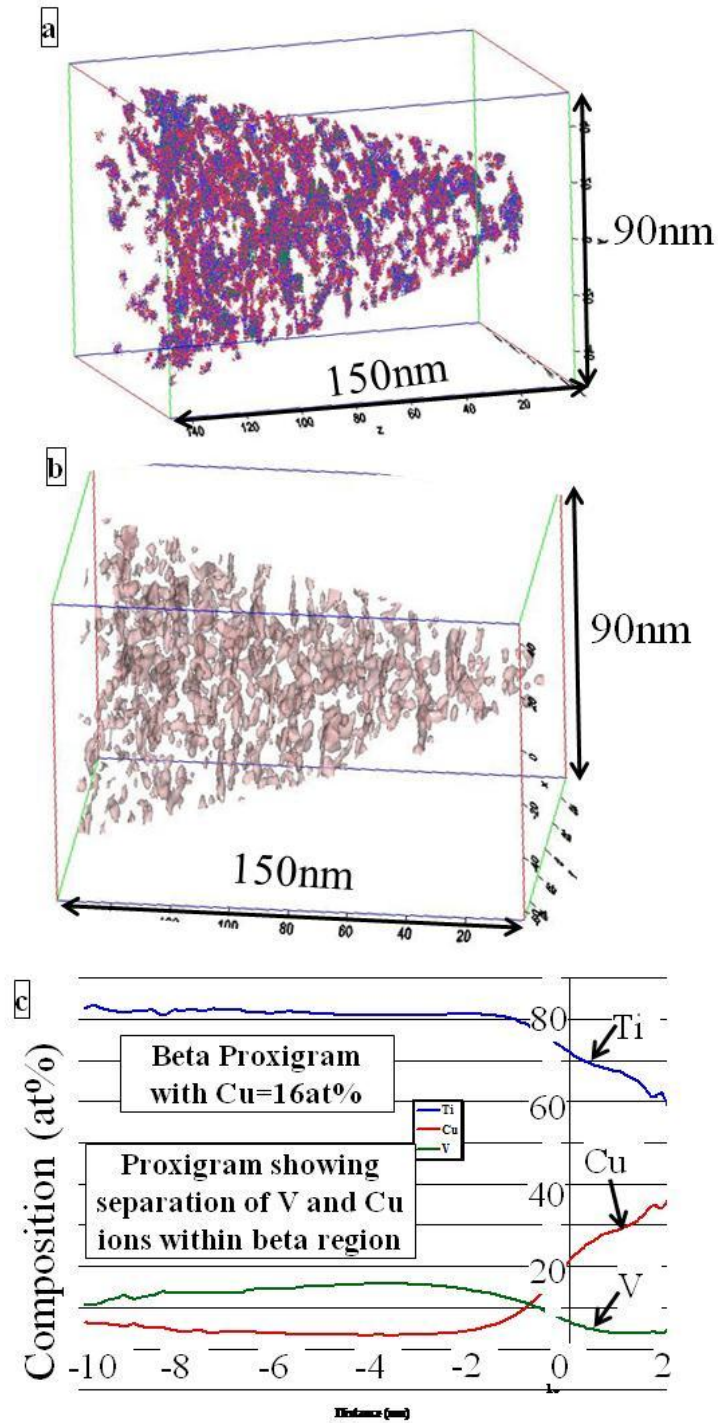 a
90nm
150nm
140 120 100 80 60 40 20
z
b
90nm
150nm
100 80 60 40 20
c
Composition (at%)
80
60
40
20
Ti
Beta Proxigram
with Cu=16at%
Ti
Cu
V
Proxigram showing
separation of V and Cu
ions within beta region
Cu
V
-10 -8 -6 -4 -2 0 2
Distance (nm)